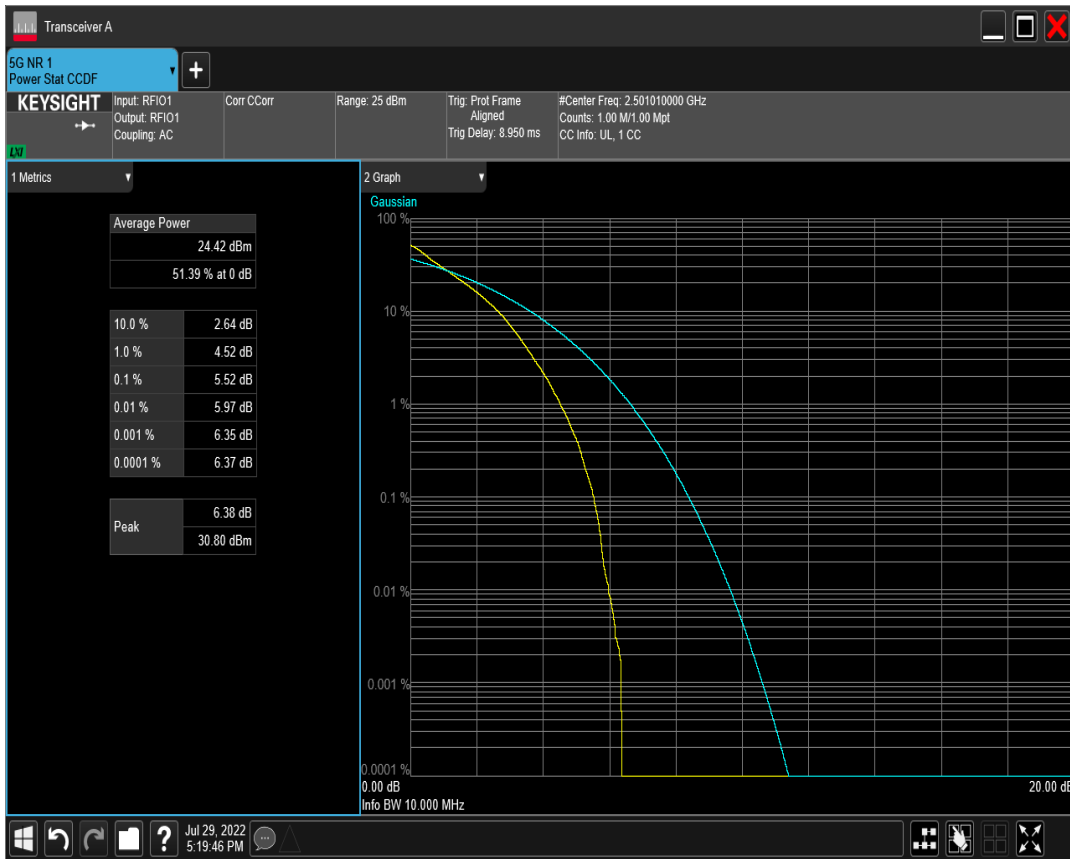 Transceiver A
5G NR 1
Power Stat CCDF
+
KEYSIGHT
LXI
Input: RFIO1
Output: RFIO1
Coupling: AC
Corr CCorr
Range: 25 dBm
Trig: Prot Frame
Aligned
Trig Delay: 8.950 ms
#Center Freq: 2.501010000 GHz
Counts: 1.00 M/1.00 Mpt
CC Info: UL, 1 CC
1 Metrics
Average Power
24.42 dBm
51.39 % at 0 dB
10.0 % 2.64 dB
1.0 % 4.52 dB
0.1 % 5.52 dB
0.01 % 5.97 dB
0.001 % 6.35 dB
0.0001 % 6.37 dB
Peak
6.38 dB
30.80 dBm
2 Graph
Gaussian
100 %
10 %
1 %
0.1 %
0.01 %
0.001 %
0.0001 %
0.00 dB 20.00 dB
Info BW 10.000 MHz
?
Jul 29, 2022
5:19:46 PM